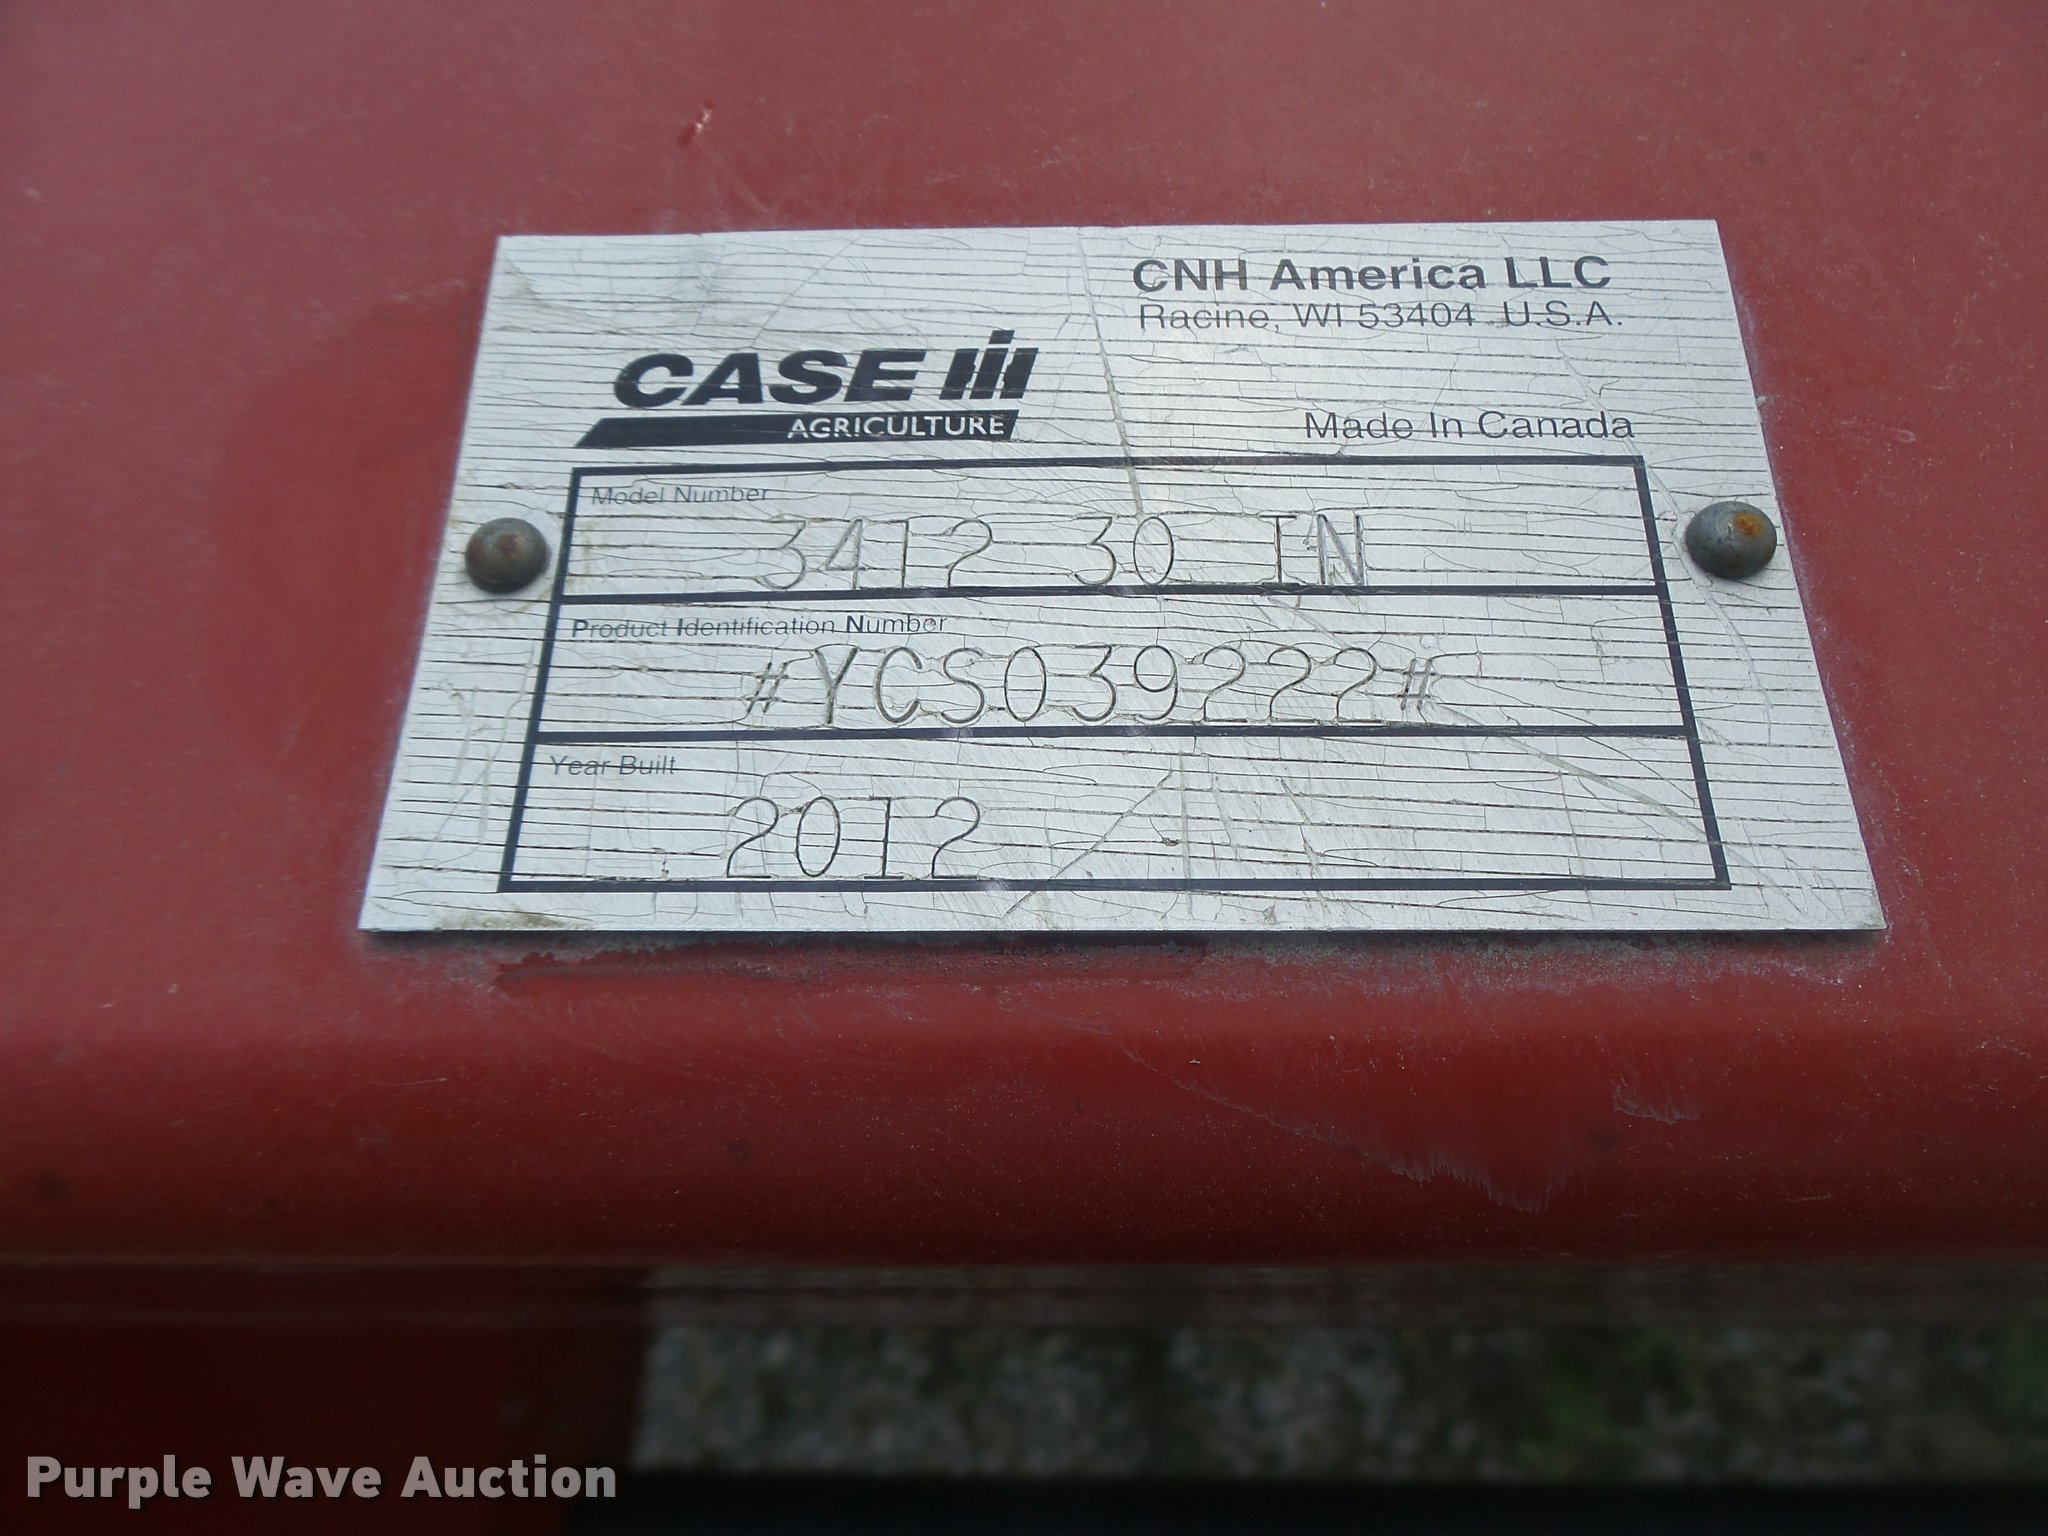 CNH America LLC
Racine, WI 53404 U.S.A.
CASE IH
AGRICULTURE
Made In Canada
Model Number
3412 30 IN
Product Identification Number
#YCS039222#
Year Built
2012
Purple Wave Auction